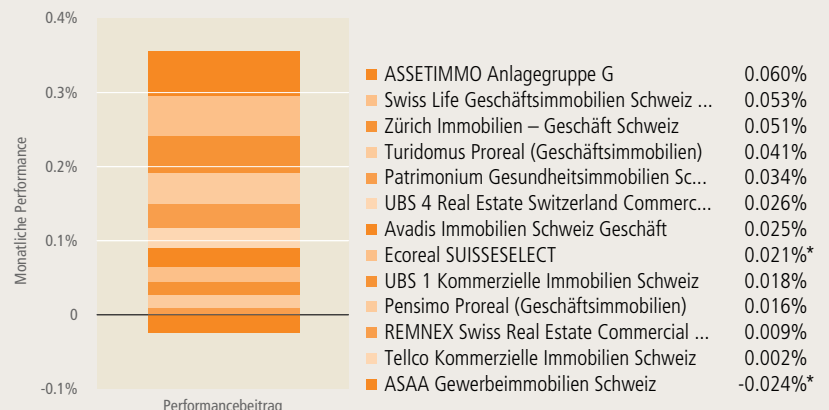 0.4%
0.3%
0.2%
0.1%
0
-0.1%
Monatliche Performance
Performancebeitrag
ASSETIMMO Anlagegruppe G 0.060%
Swiss Life Geschäftsimmobilien Schweiz ... 0.053%
Zürich Immobilien – Geschäft Schweiz 0.051%
Turidomus Proreal (Geschäftsimmobilien) 0.041%
Patrimonium Gesundheitsimmobilien Sc... 0.034%
UBS 4 Real Estate Switzerland Commerc... 0.026%
Avadis Immobilien Schweiz Geschäft 0.025%
Ecoreal SUISSESELECT 0.021%*
UBS 1 Kommerzielle Immobilien Schweiz 0.018%
Pensimo Proreal (Geschäftsimmobilien) 0.016%
REMNEX Swiss Real Estate Commercial ... 0.009%
Tellco Kommerzielle Immobilien Schweiz 0.002%
ASAA Gewerbeimmobilien Schweiz -0.024%*